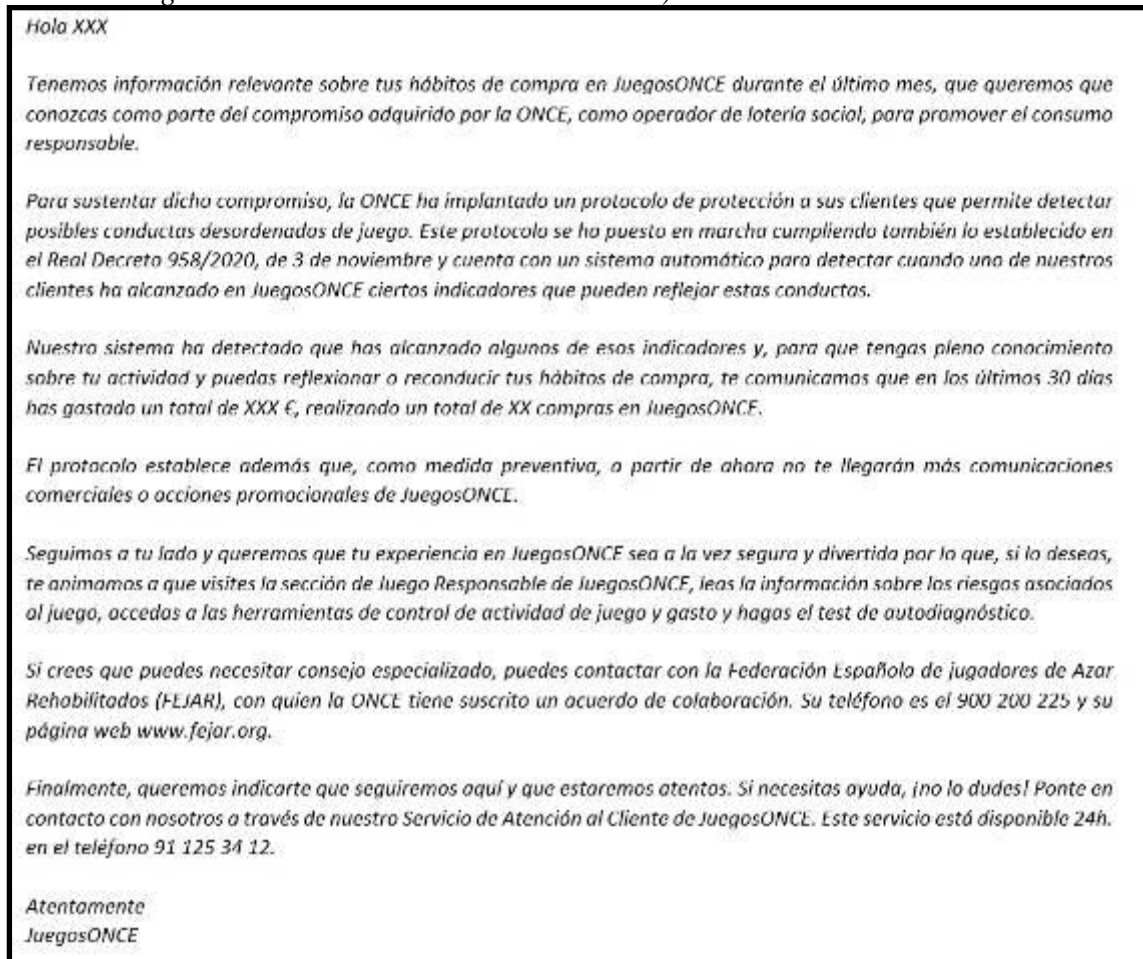 Hola XXX
Tenemos información relevante sobre tus hábitos de compra en JuegosONCE durante el último mes, que queremos que
conozcas como parte del compromiso adquirido por la ONCE, como operador de lotería social, para promover el consumo
responsable.
Para sustentar dicho compromiso, la ONCE ha implantado un protocolo de protección a sus clientes que permite detectar
posibles conductas desordenadas de juego. Este protocolo se ha puesto en marcha cumpliendo también lo establecido en
el Real Decreto 958/2020, de 3 de noviembre y cuenta con un sistema automático para detectar cuando uno de nuestros
clientes ha alcanzado en JuegosONCE ciertos indicadores que pueden reflejar estas conductas.
Nuestro sistema ha detectado que has alcanzado algunos de esos indicadores y, para que tengas pleno conocimiento
sobre tu actividad y puedas reflexionar o reconducir tus hábitos de compra, te comunicamos que en los últimos 30 días
has gastado un total de XXX €, realizando un total de XX compras en JuegosONCE.
El protocolo establece además que, como medida preventiva, a partir de ahora no te llegarán más comunicaciones
comerciales o acciones promocionales de JuegosONCE.
Seguimos a tu lado y queremos que tu experiencia en JuegosONCE sea a la vez segura y divertida por lo que, si lo deseas,
te animamos a que visites la sección de Juego Responsable de JuegosONCE, leas la información sobre los riesgos asociados
al juego, accedas a las herramientas de control de actividad de juego y gasto y hagas el test de autodiagnóstico.
Si crees que puedes necesitar consejo especializado, puedes contactar con la Federación Española de jugadores de Azar
Rehabilitados (FEJAR), con quien la ONCE tiene suscrito un acuerdo de colaboración. Su teléfono es el 900 200 225 y su
página web www.fejar.org.
Finalmente, queremos indicarte que seguiremos aquí y que estaremos atentos. Si necesitas ayuda, ¡no lo dudes! Ponte en
contacto con nosotros a través de nuestro Servicio de Atención al Cliente de JuegosONCE. Este servicio está disponible 24h.
en el teléfono 91 125 34 12.
Atentamente
JuegosONCE